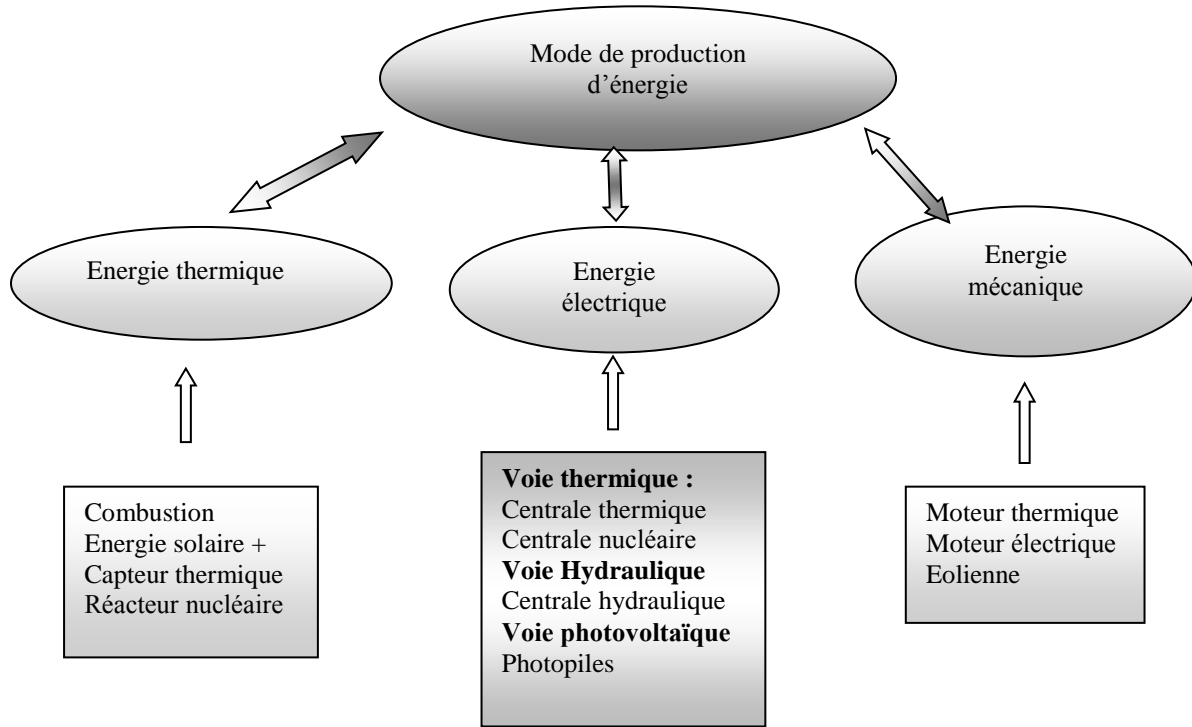 Mode de production
d’énergie
Energie thermique
Energie
électrique
Energie
mécanique
Combustion
Energie solaire +
Capteur thermique
Réacteur nucléaire
Voie thermique :
Centrale thermique
Centrale nucléaire
Voie Hydraulique
Centrale hydraulique
Voie photovoltaïque
Photopiles
Moteur thermique
Moteur électrique
Eolienne